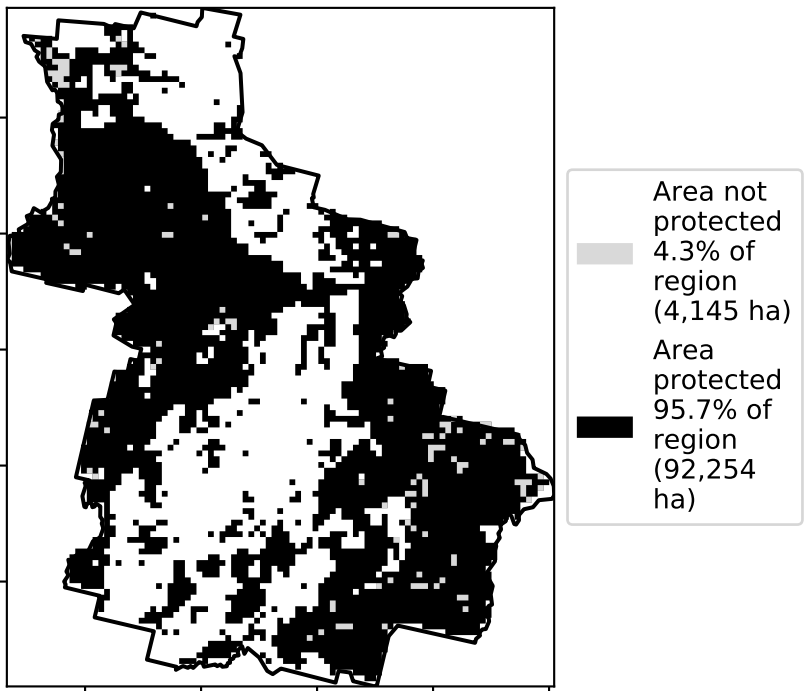 Area not
protected
4.3% of
region
(4,145 ha)
Area
protected
95.7% of
region
(92,254
ha)